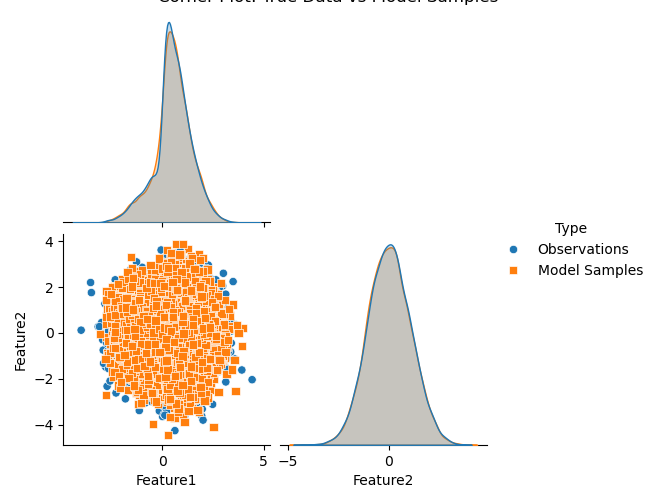 Corner Plot: True Data vs Model Samples
4
2
0
−2
−4
Feature2
0
5
Feature1
−5
0
Feature2
Type
Observations
Model Samples